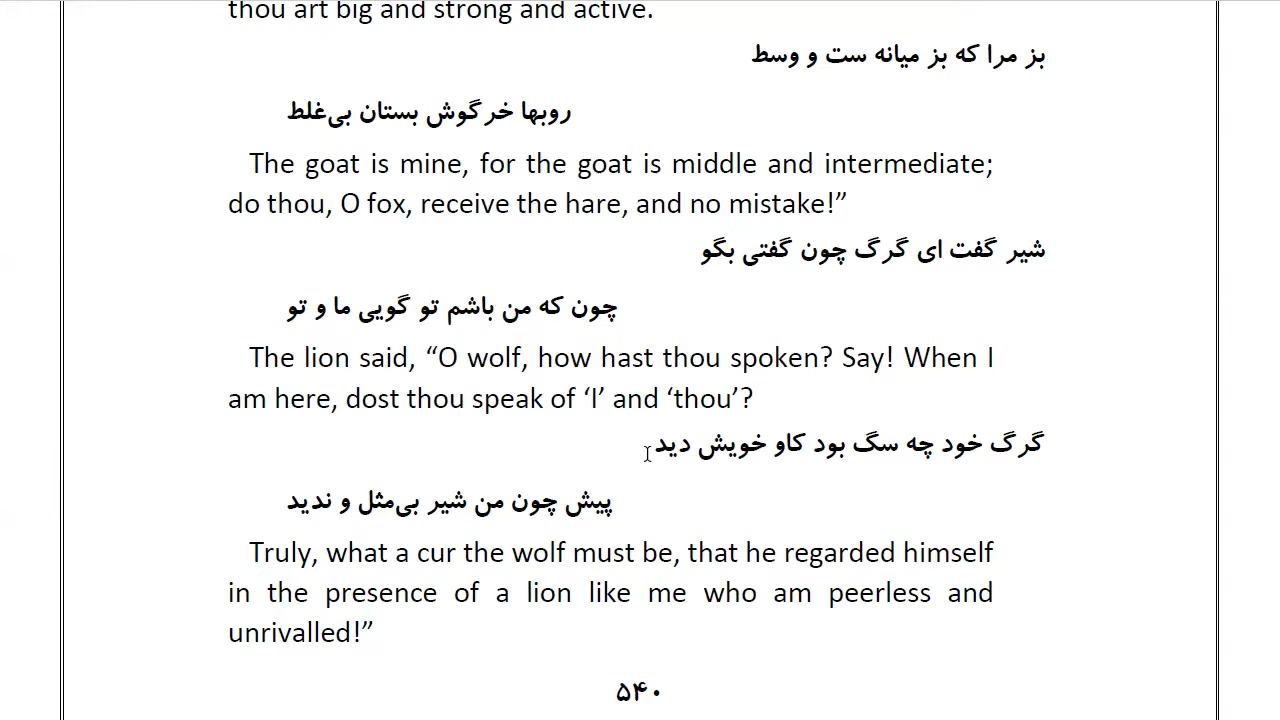 thou art big and strong and active.
بز مرا که بز میانه ست و وسط
روبها خرگوش بستان بی‌غلط
The goat is mine, for the goat is middle and intermediate;
do thou, O fox, receive the hare, and no mistake!”
شیر گفت ای گرگ چون گفتی بگو
چون که من باشم تو گویی ما و تو
The lion said, “O wolf, how hast thou spoken? Say! When I
am here, dost thou speak of ‘I’ and ‘thou’?
گرگ خود چه سگ بود کاو خویش دید
پیش چون من شیر بی‌مثل و ندید
Truly, what a cur the wolf must be, that he regarded himself
in the presence of a lion like me who am peerless and
unrivalled!”
۵۴۰